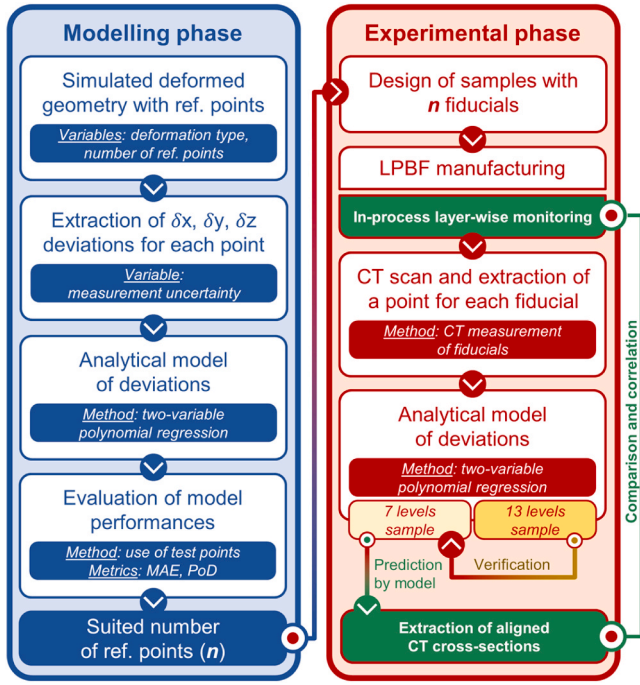 Modelling phase
Simulated deformed
geometry with ref. points
Variables: deformation type,
number of ref. points
Extraction of δx, δy, δz
deviations for each point
Variable:
measurement uncertainty
Analytical model
of deviations
Method: two-variable
polynomial regression
Evaluation of model
performances
Method: use of test points
Metrics: MAE, PoD
Suited number
of ref. points (n)
Experimental phase
Design of samples with
n fiducials
LPBF manufacturing
In-process layer-wise monitoring
CT scan and extraction of
a point for each fiducial
Method: CT measurement
of fiducials
Analytical model
of deviations
Method: two-variable
polynomial regression
7 levels
sample
13 levels
sample
Prediction
by model
Verification
Extraction of aligned
CT cross-sections
Comparison and correlation